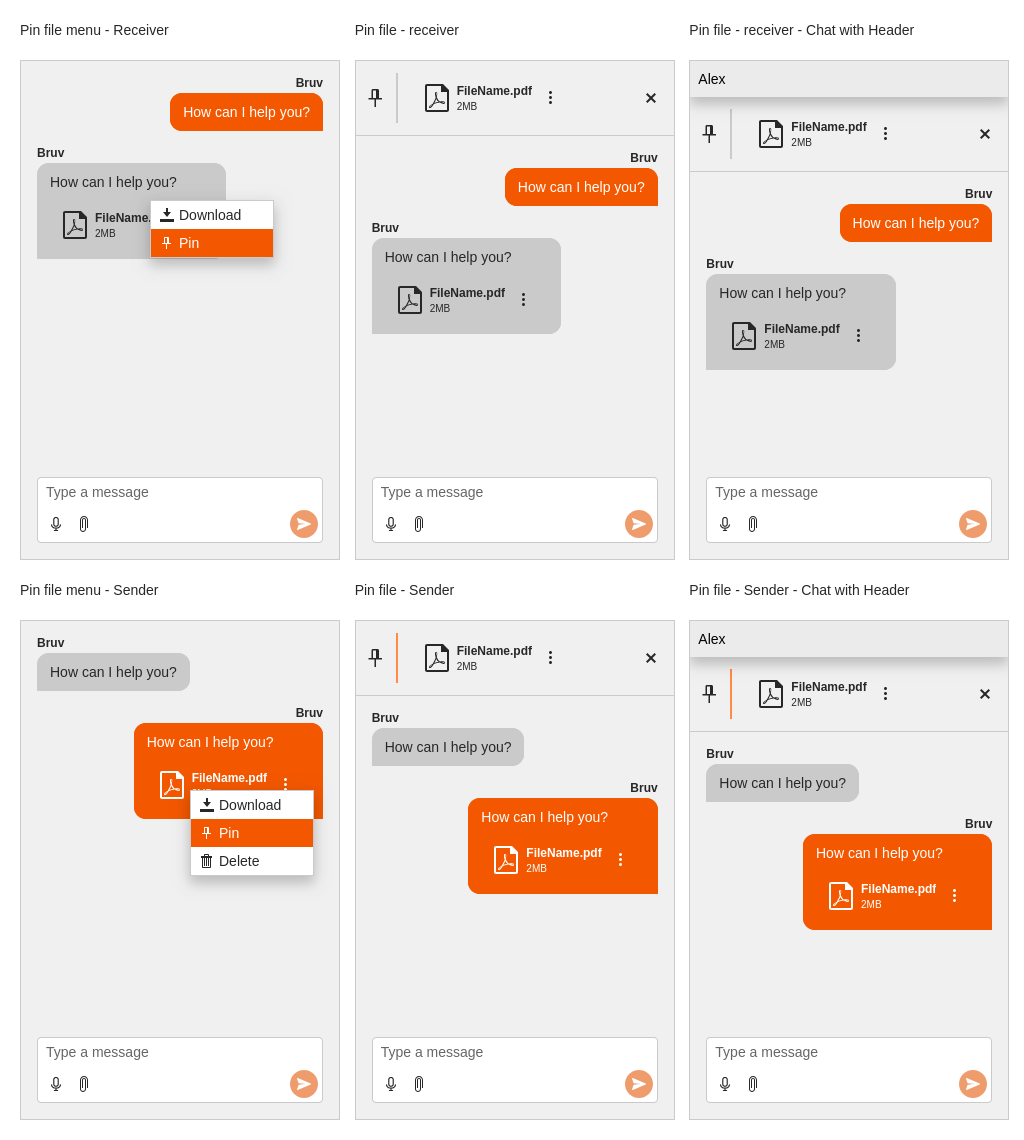 Pin file menu - Receiver
Bruv
How can I help you?
Bruv
How can I help you?
FileName.
2MB
Download
Pin
Type a message
Pin file - receiver
FileName.pdf
2MB
Bruv
How can I help you?
Bruv
How can I help you?
FileName.pdf
2MB
Type a message
Pin file - receiver - Chat with Header
Alex
FileName.pdf
2MB
Bruv
How can I help you?
Bruv
How can I help you?
FileName.pdf
2MB
Type a message
Pin file menu - Sender
Bruv
How can I help you?
Bruv
How can I help you?
FileName.pdf
Download
Pin
Delete
Type a message
Pin file - Sender
FileName.pdf
2MB
Bruv
How can I help you?
Bruv
How can I help you?
FileName.pdf
2MB
Type a message
Pin file - Sender - Chat with Header
Alex
FileName.pdf
2MB
Bruv
How can I help you?
Bruv
How can I help you?
FileName.pdf
2MB
Type a message